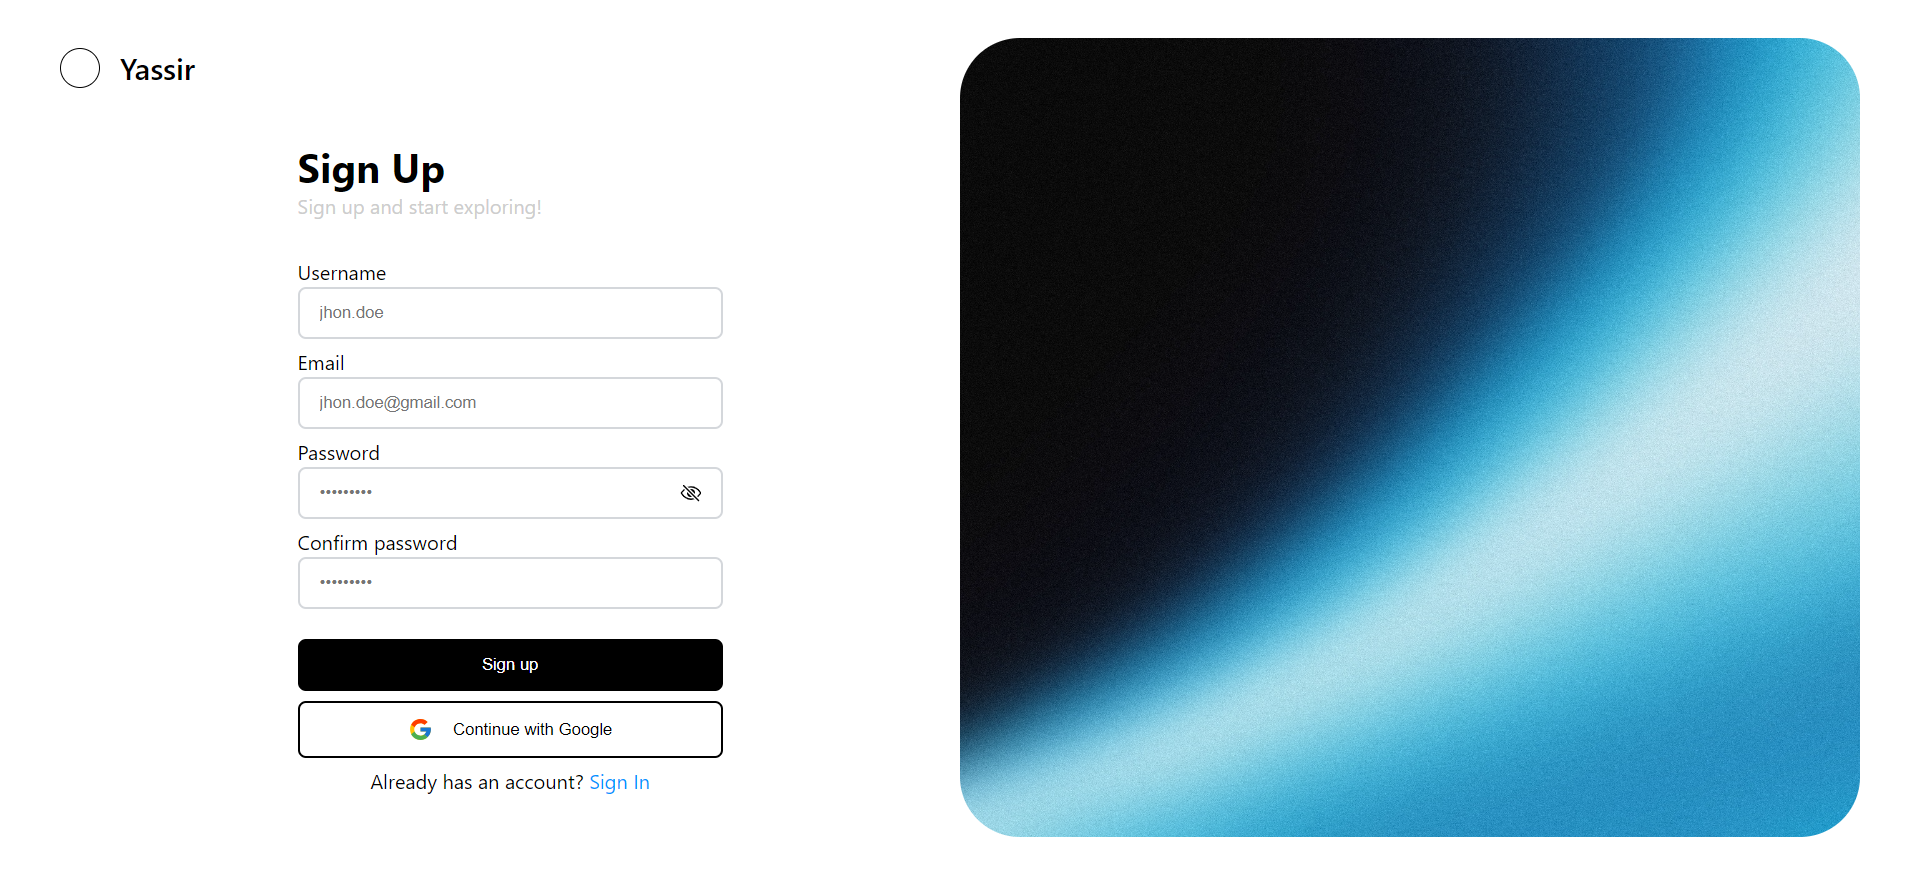 Yassir
Sign Up
Sign up and start exploring!
Username
jhon.doe
Email
jhon.doe@gmail.com
Password
•••••••••
Confirm password
•••••••••
Sign up
Continue with Google
Already has an account? Sign In